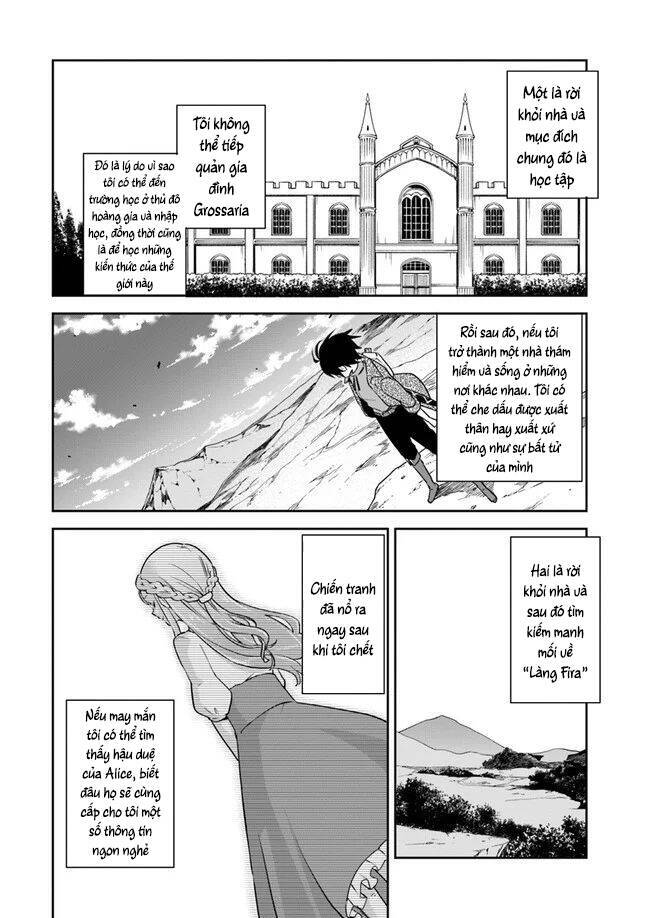 Một là rời
khỏi nhà và
mục đích
chung đó là
học tập
Tôi không
thể tiếp
quản gia
đình
Grossaria
Đó là lý do vì sao
tôi có thể đến
trường học ở thủ đô
hoàng gia và nhập
học, đồng thời cũng
là để học những
kiến thức của thế
giới này
Rồi sau đó, nếu tôi
trở thành một nhà thám
hiểm và sống ở những
nơi khác nhau. Tôi có
thể che dấu được xuất
thân hay xuất xứ
cũng như sự bất tử
của mình
Hai là rời
khỏi nhà và
sau đó tìm
kiếm manh
mối về
“Làng Fira”
Chiến tranh
đã nổ ra
ngay sau
khi tôi chết
Nếu may mắn
tôi có thể tìm
thấy hậu duệ
của Alice, biết
đâu họ sẽ cùng
cấp cho tôi một
số thông tin
ngon nghẻ